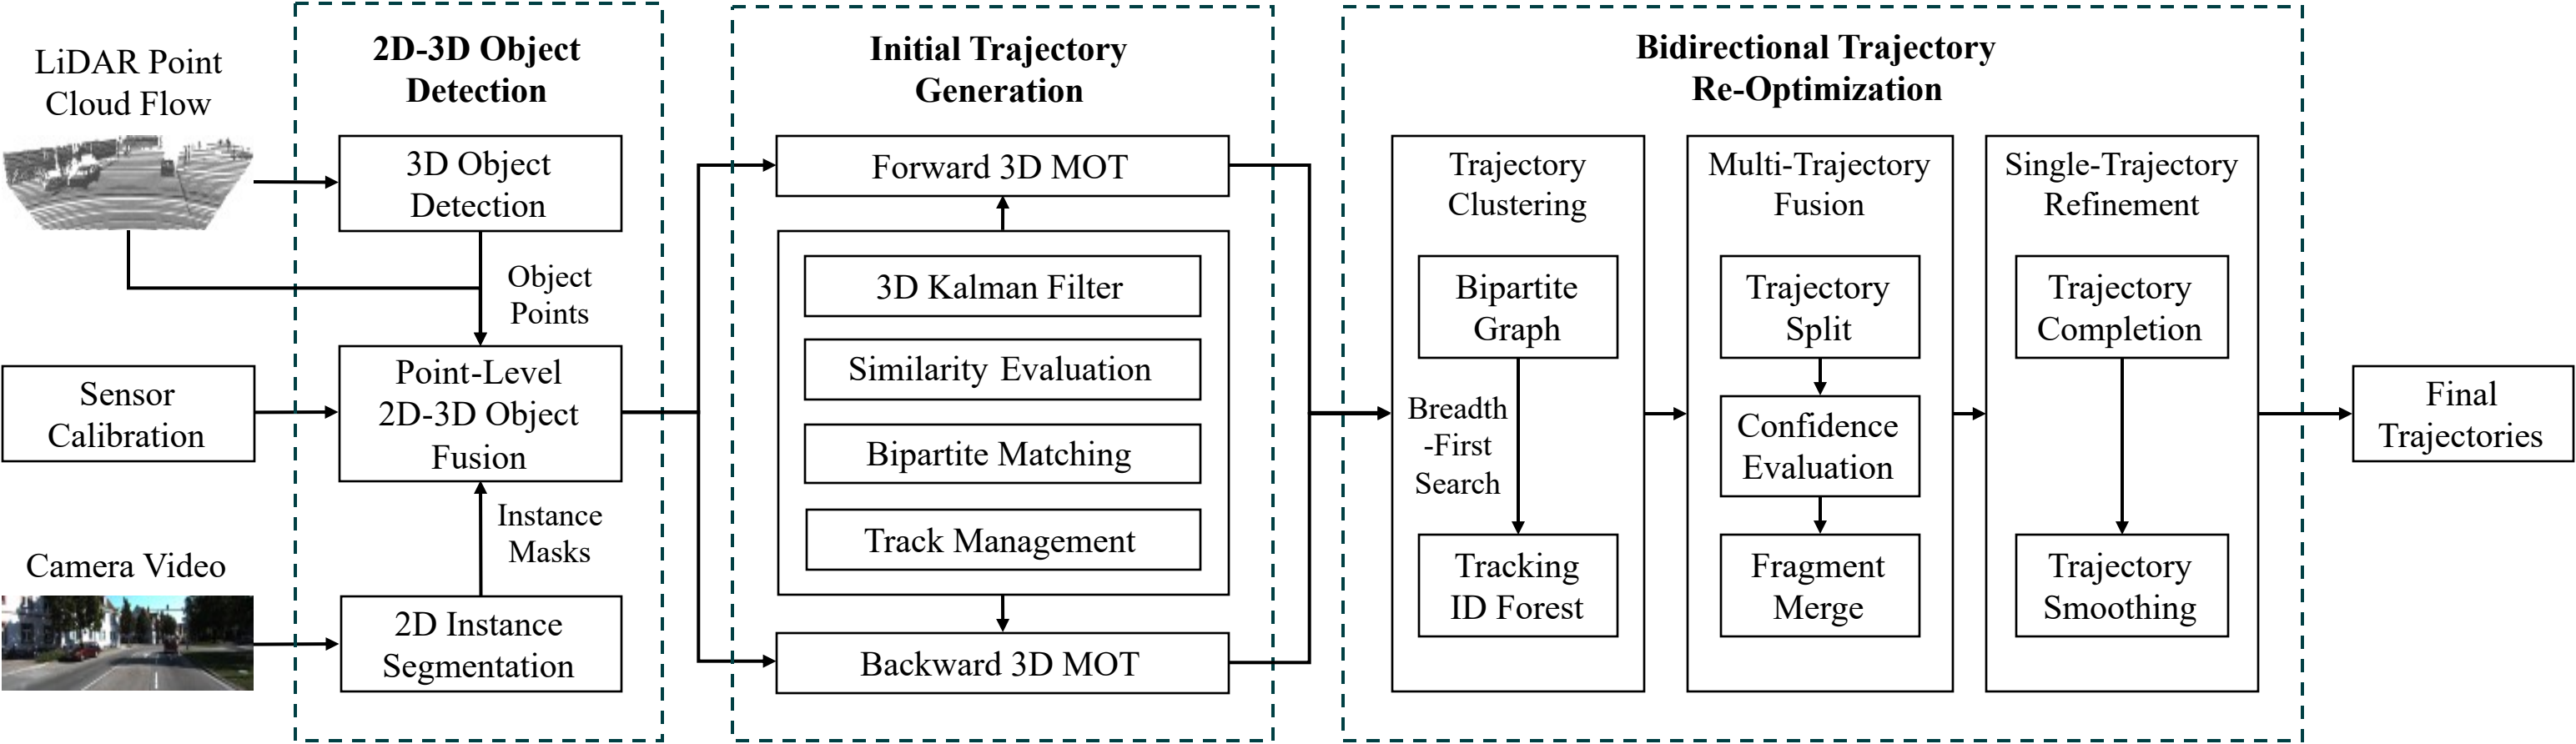 LiDAR Point
Cloud Flow
Sensor
Calibration
Camera Video
2D-3D Object
Detection
3D Object
Detection
Object
Points
Point-Level
2D-3D Object
Fusion
Instance
Masks
2D Instance
Segmentation
Initial Trajectory
Generation
Forward 3D MOT
3D Kalman Filter
Similarity Evaluation
Bipartite Matching
Track Management
Backward 3D MOT
Bidirectional Trajectory
Re-Optimization
Trajectory
Clustering
Bipartite
Graph
Breadth
-First
Search
Tracking
ID Forest
Multi-Trajectory
Fusion
Trajectory
Split
Confidence
Evaluation
Fragment
Merge
Single-Trajectory
Refinement
Trajectory
Completion
Trajectory
Smoothing
Final
Trajectories